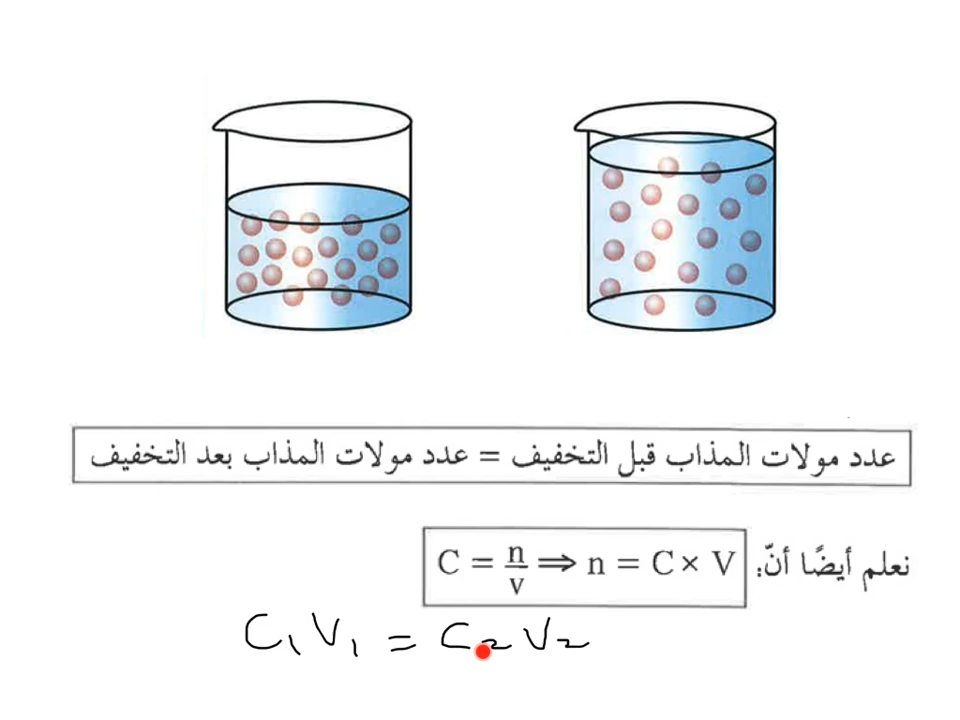 عدد مولات المذاب قبل التخفيف = عدد مولات المذاب بعد التخفيف
نعلم أيضًا أنّ: C = n/v ⟹ n = C × V
C₁V₁ = C₂V₂